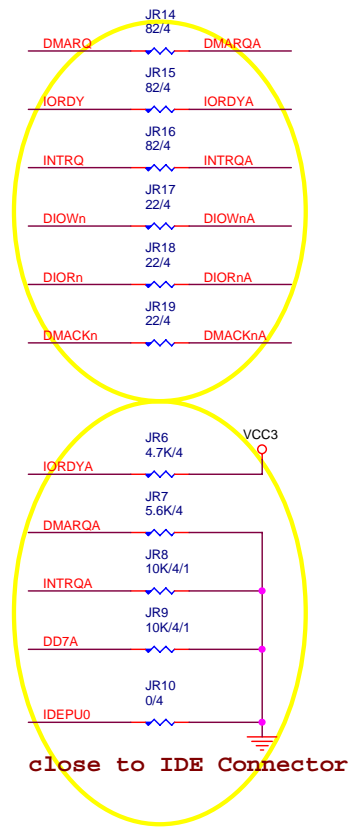 JR14
82/4
DMARQ DMARQA
JR15
82/4
IORDY IORDYA
JR16
82/4
INTRQ INTRQA
JR17
22/4
DIOWn DIOWnA
JR18
22/4
DIORn DIORnA
JR19
22/4
DMACKn DMACKnA
JR6
4.7K/4
VCC3
IORDYA
JR7
5.6K/4
DMARQA
JR8
10K/4/1
INTRQA
JR9
10K/4/1
DD7A
JR10
0/4
IDEPU0
close to IDE Connector